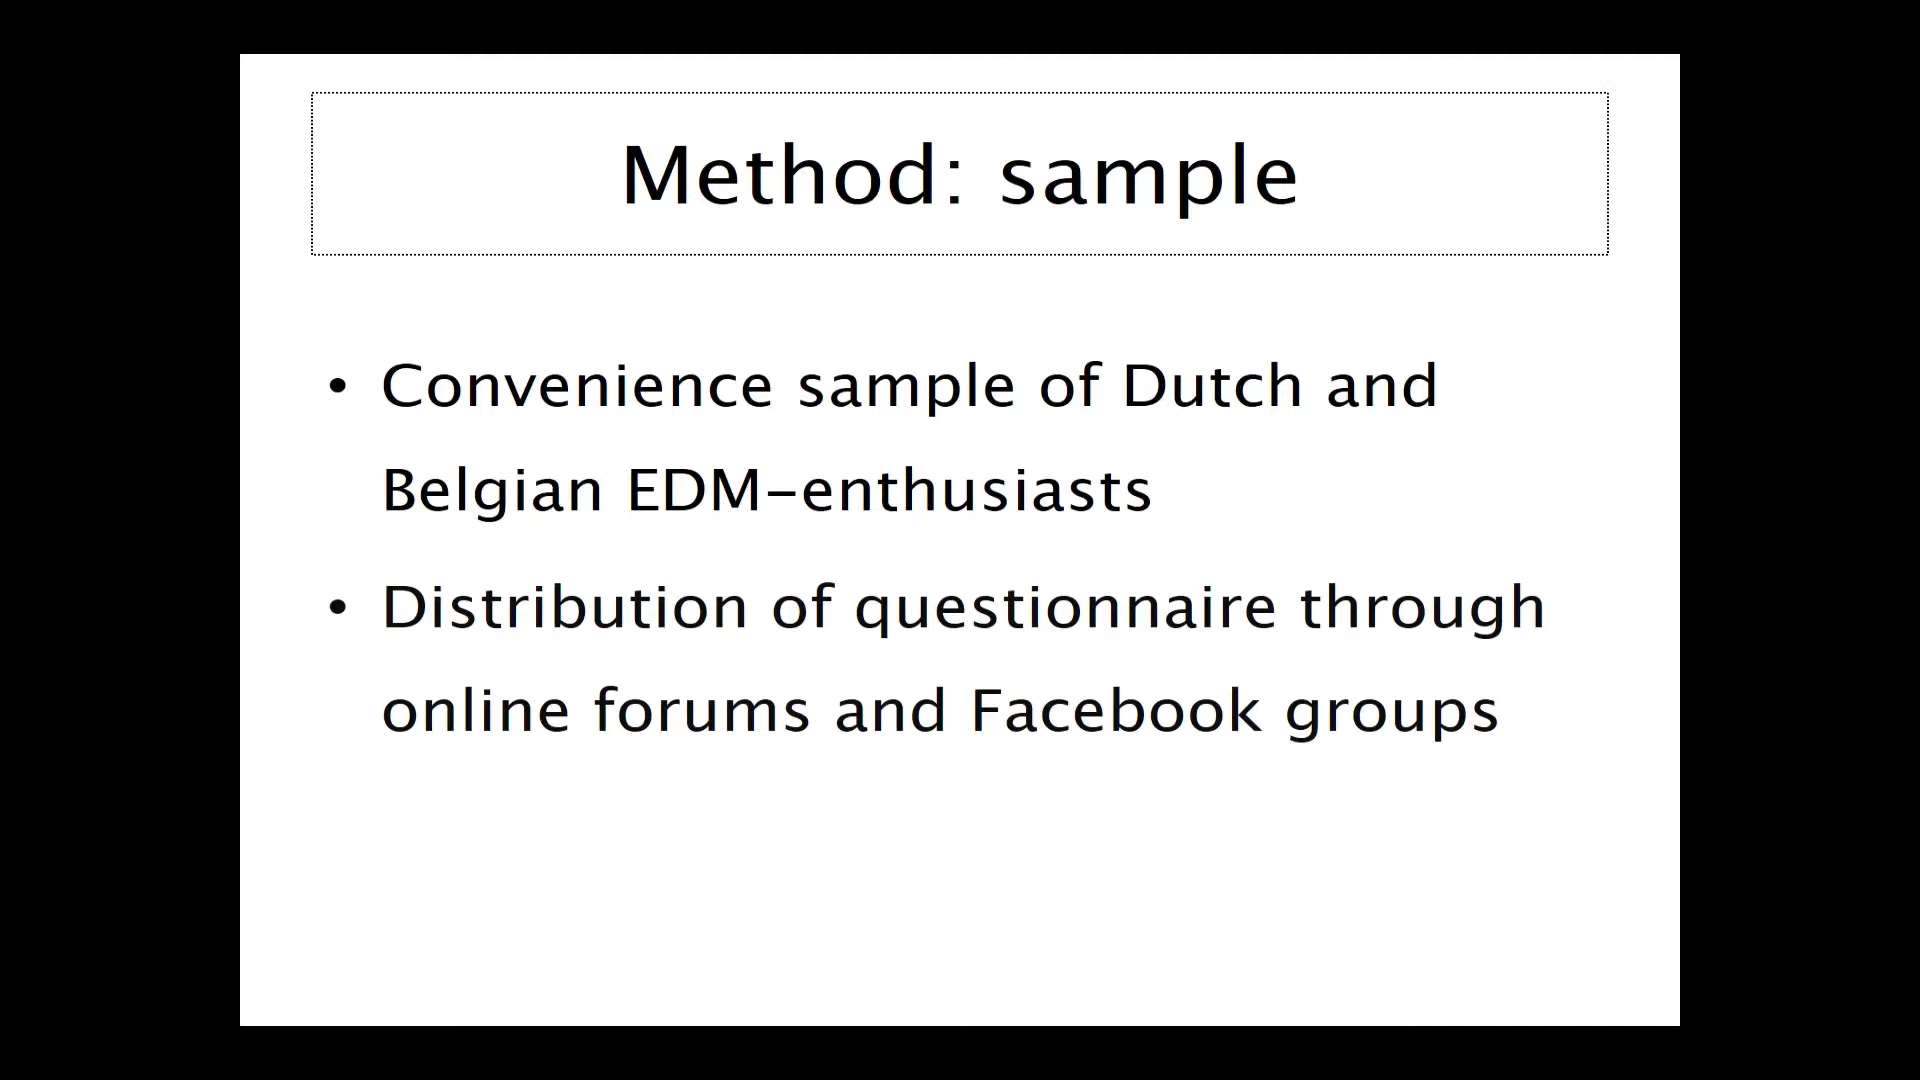 Method: sample
• Convenience sample of Dutch and
Belgian EDM-enthusiasts
• Distribution of questionnaire through
online forums and Facebook groups